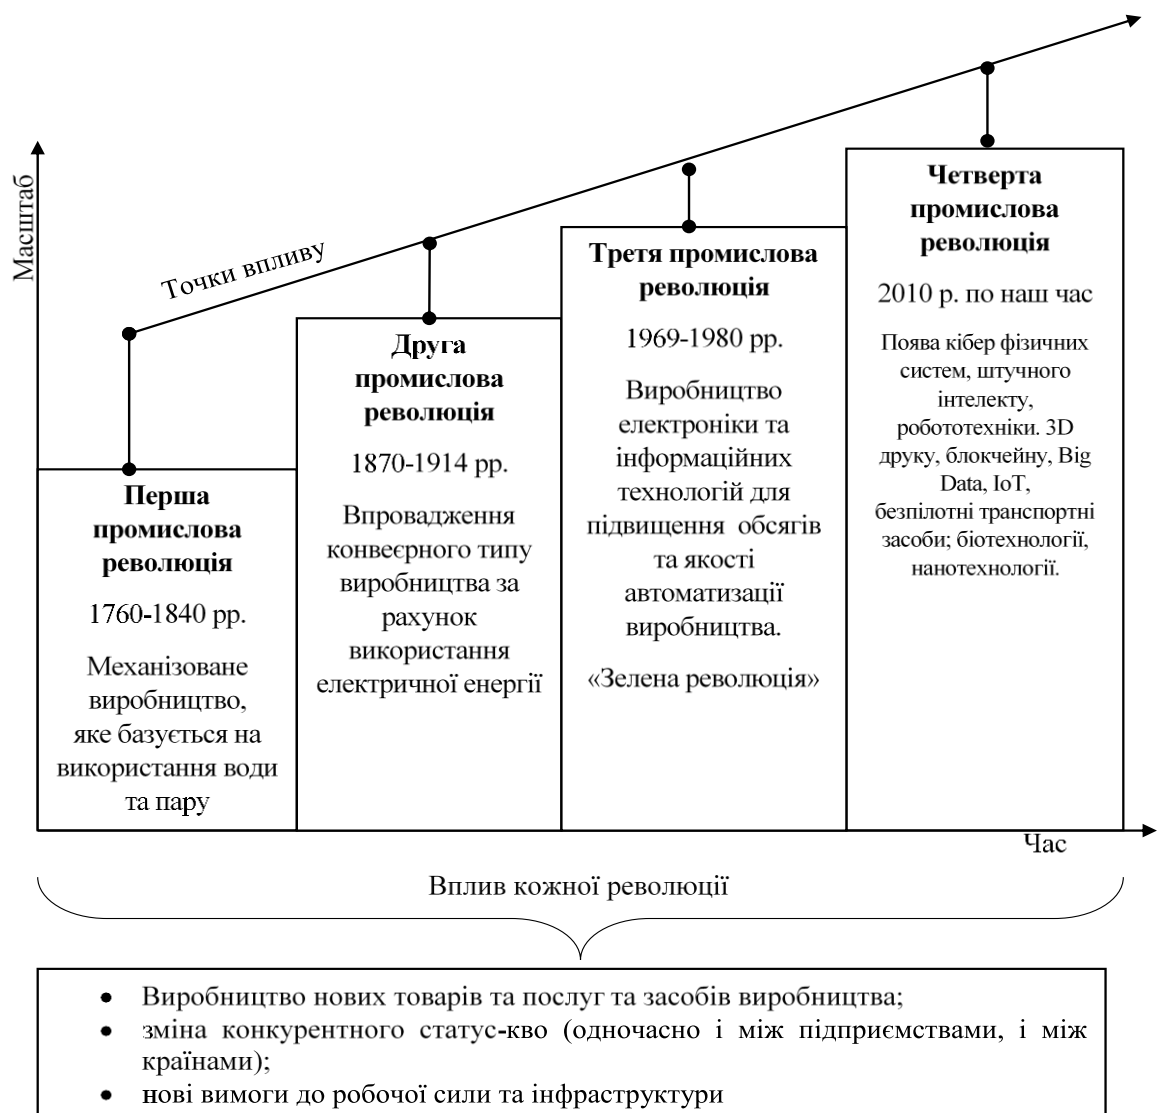 Масштаб
Точки впливу
Перша
промислова
революція
1760-1840 рр.
Механізоване
виробництво,
яке базується на
використання води
та пару
Друга
промислова
революція
1870-1914 рр.
Впровадження
конвеєрного типу
виробництва за
рахунок
використання
електричної енергії
Третя промислова
революція
1969-1980 рр.
Виробництво
електроніки та
інформаційних
технологій для
підвищення обсягів
та якості
автоматизації
виробництва.
«Зелена революція»
Четверта
промислова
революція
2010 р. по наш час
Поява кібер фізичних
систем, штучного
інтелекту,
робототехніки. 3D
друку, блокчейну, Big
Data, IoT,
безпілотні транспортні
засоби; біотехнології,
нанотехнології.
Час
Вплив кожної революції
• Виробництво нових товарів та послуг та засобів виробництва;
• зміна конкурентного статус-кво (одночасно і між підприємствами, і між
країнами);
• нові вимоги до робочої сили та інфраструктури